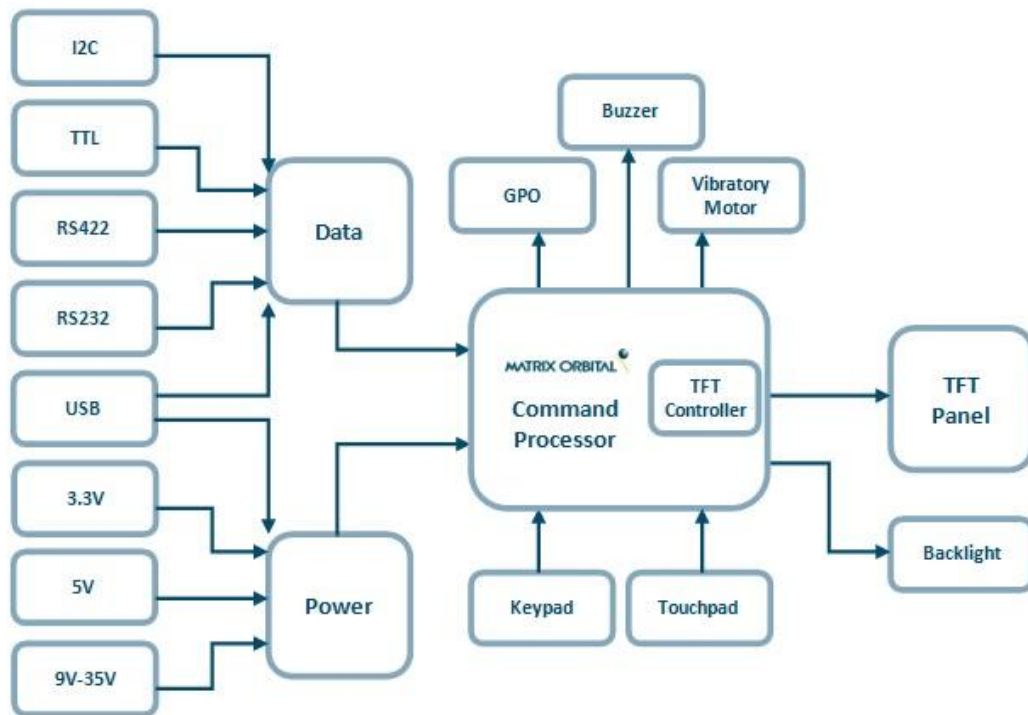 I2C
TTL
RS422
RS232
USB
3.3V
5V
9V-35V
Data
Power
GPO
Buzzer
Vibratory
Motor
MATRIX ORBITAL
Command
Processor
TFT
Controller
Keypad
Touchpad
TFT
Panel
Backlight